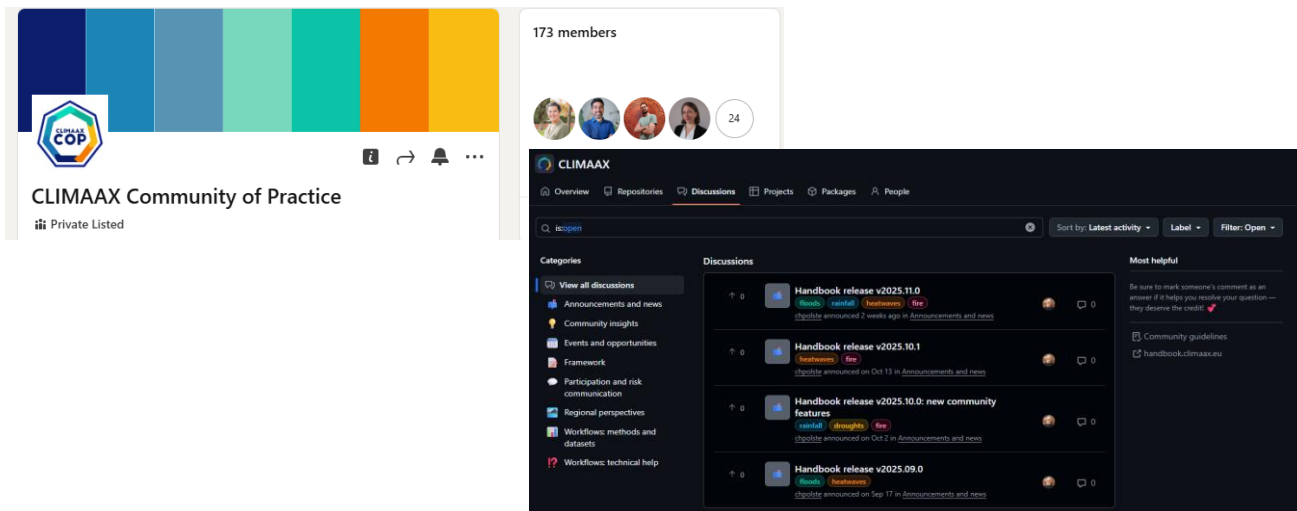 CLIMAAX
COP
CLIMAAX Community of Practice
Private Listed
173 members
24
CLIMAAX
Overview Repositories Discussions Projects Packages People
is:open
Sort by: Latest activity Label Filter: Open
Categories
View all discussions
Announcements and news
Community insights
Events and opportunities
Framework
Participation and risk
communication
Regional perspectives
Workflows: methods and
datasets
Workflows: technical help
Discussions
0
Handbook release v2025.11.0
floods rainfall heatwaves fire
chpolste announced 2 weeks ago in Announcements and news
0
0
Handbook release v2025.10.1
heatwaves fire
chpolste announced on Oct 13 in Announcements and news
0
0
Handbook release v2025.10.0: new community
features
rainfall droughts fire
chpolste announced on Oct 2 in Announcements and news
0
0
Handbook release v2025.09.0
floods heatwaves
chpolste announced on Sep 17 in Announcements and news
0
Most helpful
Be sure to mark someone's comment as an
answer if it helps you resolve your question —
they deserve the credit!
Community guidelines
handbook.climaax.eu